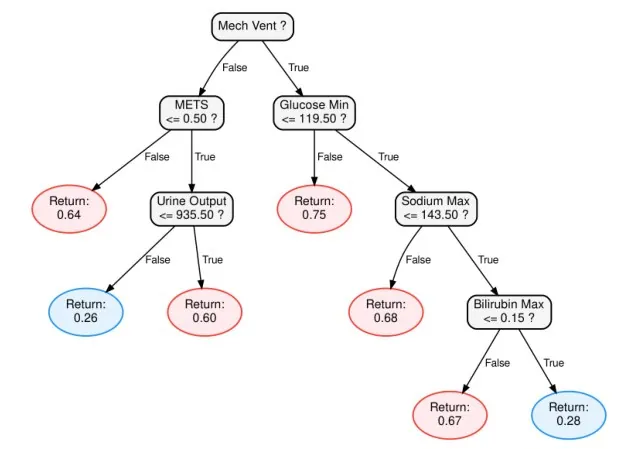 Mech Vent ?
False
True
METS
<= 0.50 ?
Glucose Min
<= 119.50 ?
False
True
False
True
Return:
0.64
Urine Output
<= 935.50 ?
Return:
0.75
Sodium Max
<= 143.50 ?
False
True
False
True
Return:
0.26
Return:
0.60
Return:
0.68
Bilirubin Max
<= 0.15 ?
False
True
Return:
0.67
Return:
0.28